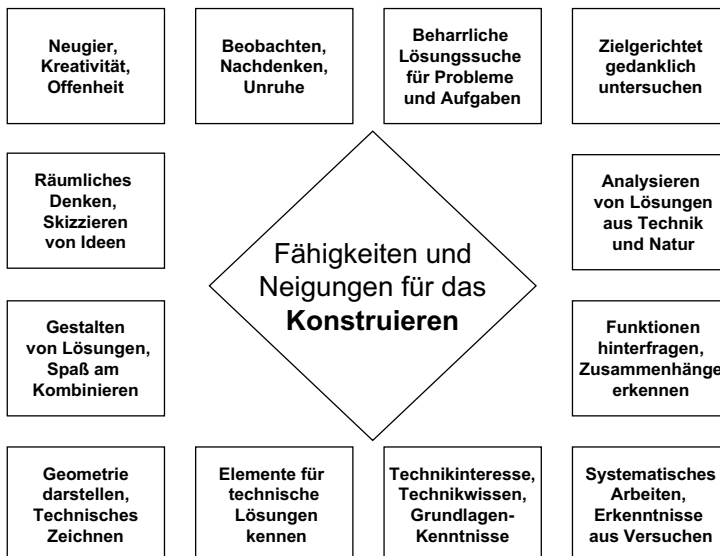 Neugier,
Kreativität,
Offenheit
Beobachten,
Nachdenken,
Unruhe
Beharrliche
Lösungssuche
für Probleme
und Aufgaben
Zielgerichtet
gedanklich
untersuchen
Räumliches
Denken,
Skizzieren
von Ideen
Fähigkeiten und
Neigungen für das
Konstruieren
Analysieren
von Lösungen
aus Technik
und Natur
Gestalten
von Lösungen,
Spaß am
Kombinieren
Funktionen
hinterfragen,
Zusammenhänge
erkennen
Geometrie
darstellen,
Technisches
Zeichnen
Elemente für
technische
Lösungen
kennen
Technikinteresse,
Technikwissen,
Grundlagen-
Kenntnisse
Systematisches
Arbeiten,
Erkenntnisse
aus Versuchen